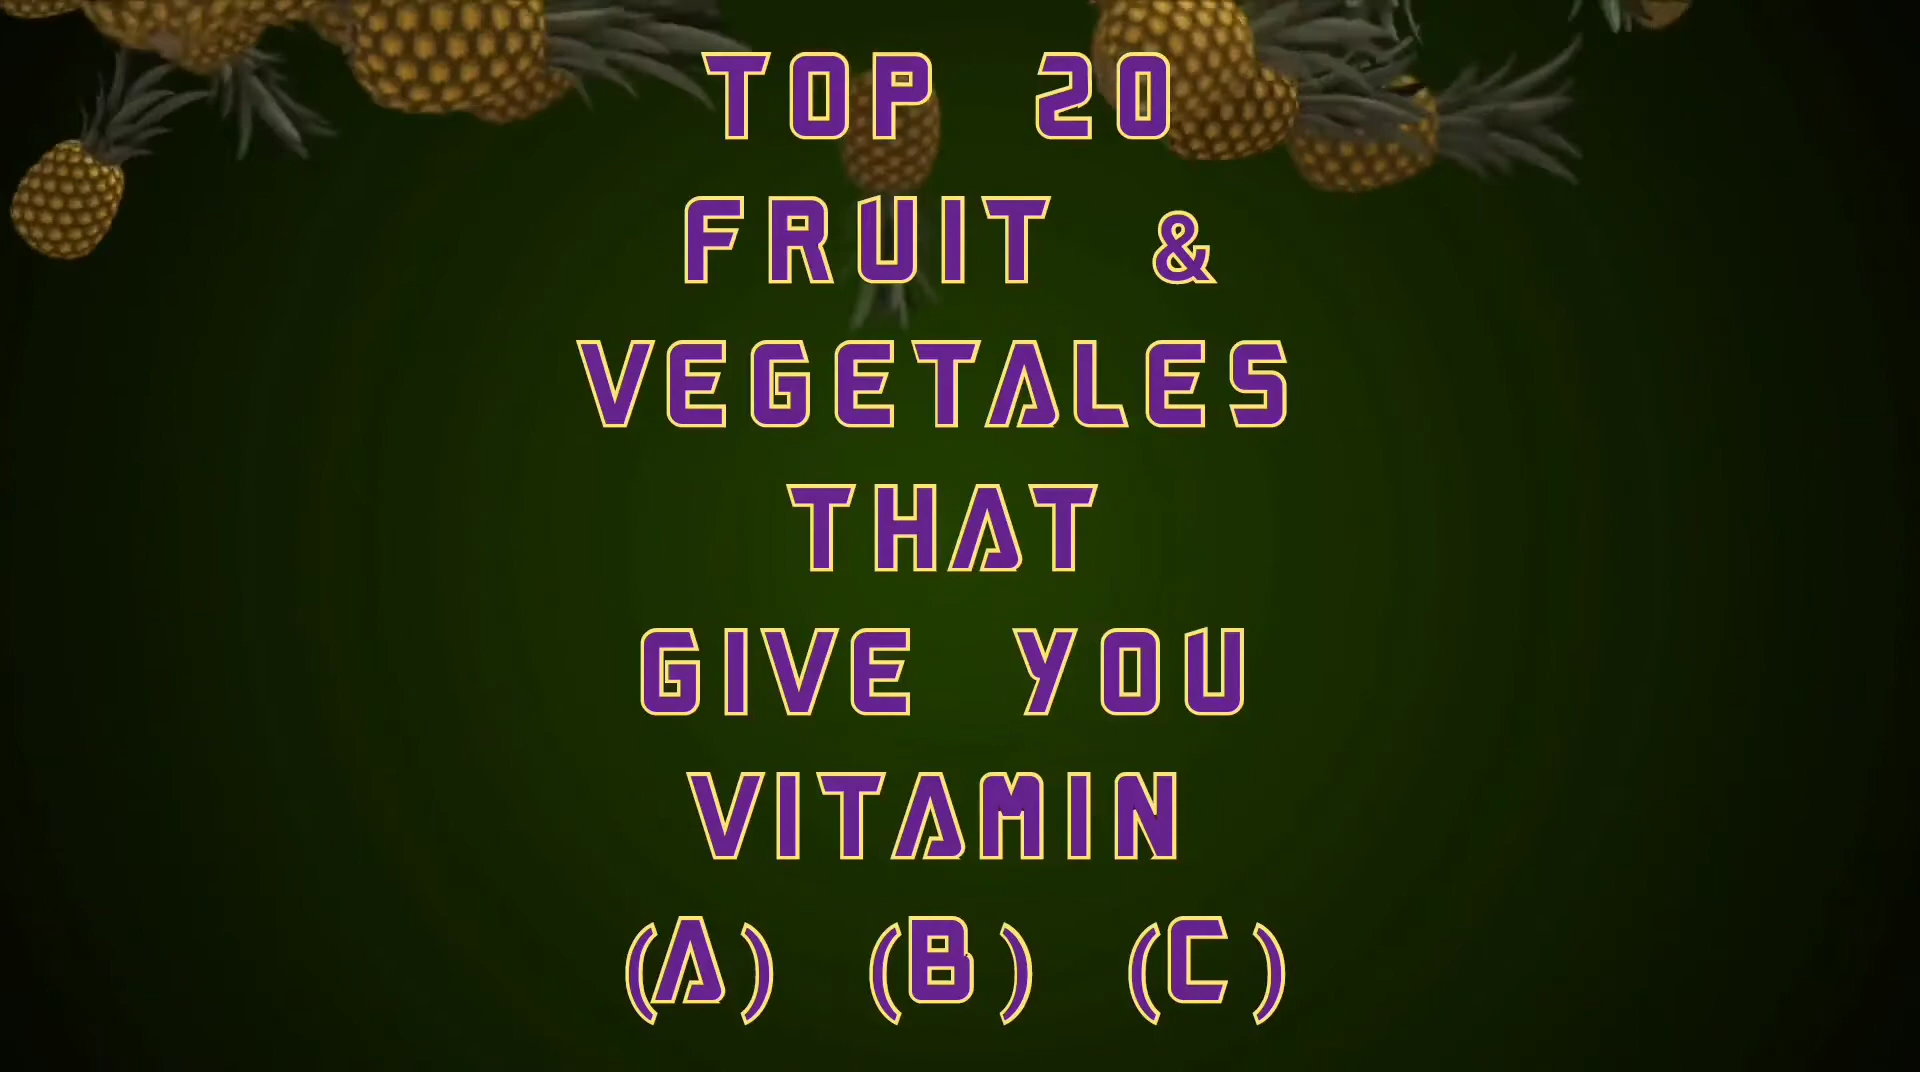 TOP 20
FRUIT &
VEGETALES
THAT
GIVE YOU
VITAMIN
(A) (B) (C)